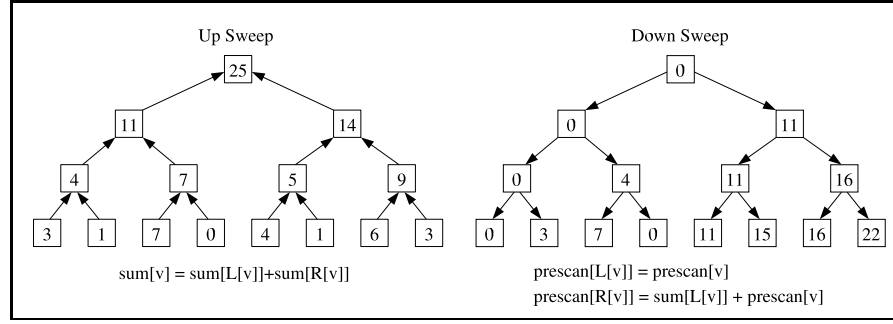 Up Sweep Down Sweep
25 0
11 14 0 11
4 7 5 9 0 4 11 16
3 1 7 0 4 1 6 3 0 3 7 0 11 15 16 22
sum[v] = sum[L[v]]+sum[R[v]]
prescan[L[v]] = prescan[v]
prescan[R[v]] = sum[L[v]] + prescan[v]